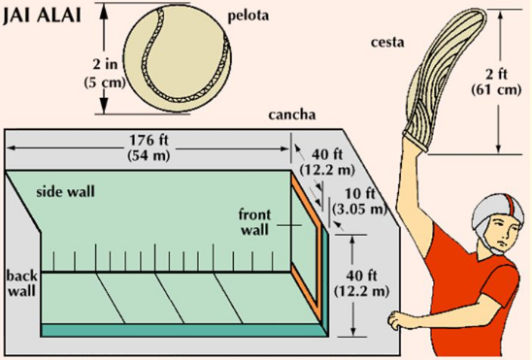 JAI ALAI
pelota
2 in
(5 cm)
cesta
2 ft
(61 cm)
cancha
176 ft
(54 m)
40 ft
(12.2 m)
10 ft
(3.05 m)
side wall
front
wall
back
wall
40 ft
(12.2 m)